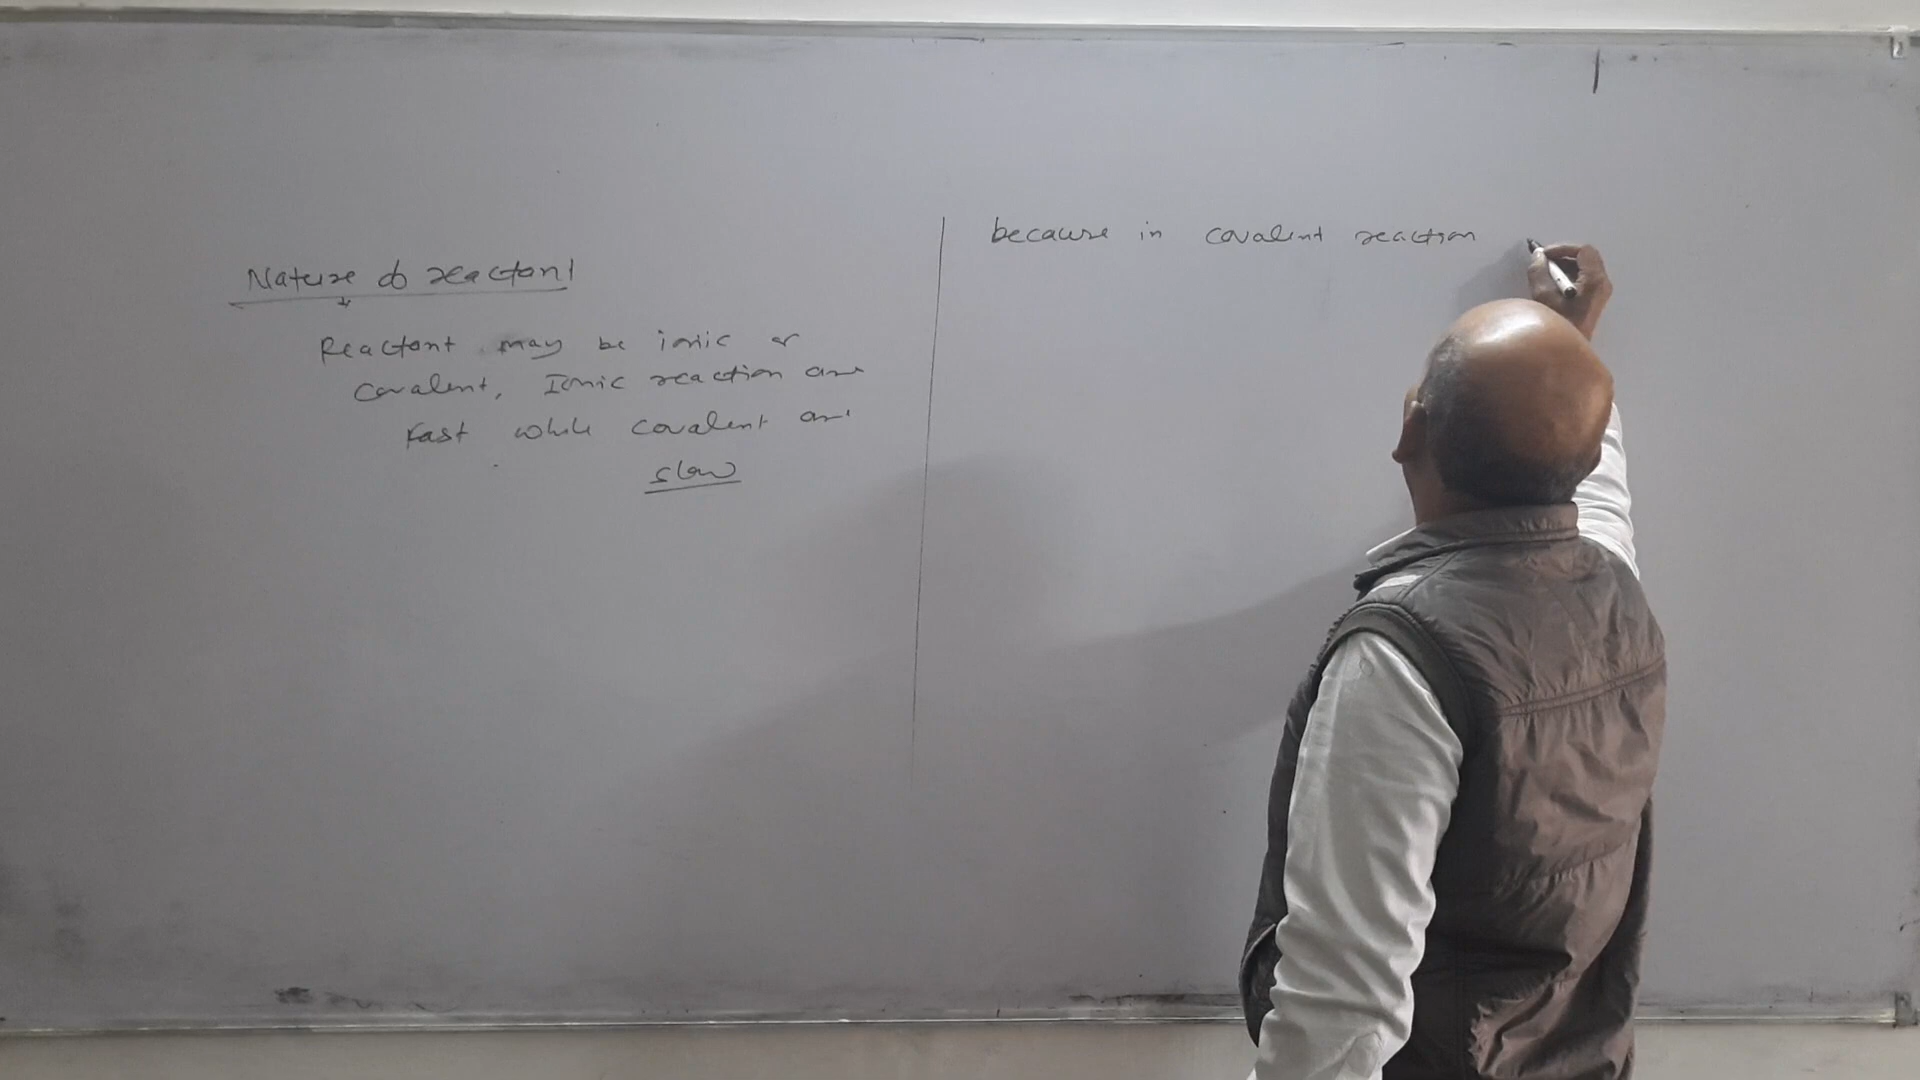 Nature of reactant
Reactant may be ionic or
covalent, Ionic reaction are
fast while covalent are
slow
because in covalent reaction